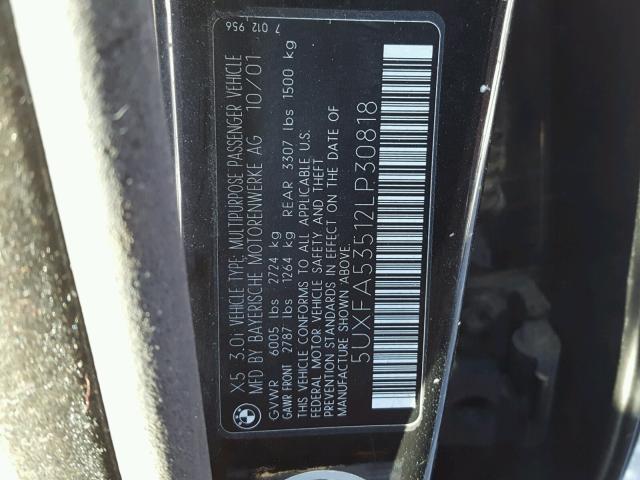 X5 3.0i VEHICLE TYPE: MULTIPURPOSE PASSENGER VEHICLE 7 012 956
MFD BY BAYERISCHE MOTORENWERKE AG 10/01
GVWR 6005 lbs 2724 kg
GAWR FRONT 2787 lbs 1264 kg REAR 3307 lbs 1500 kg
THIS VEHICLE CONFORMS TO ALL APPLICABLE U.S.
FEDERAL MOTOR VEHICLE SAFETY AND THEFT
PREVENTION STANDARDS IN EFFECT ON THE DATE OF
MANUFACTURE SHOWN ABOVE.
5UXFA53512LP30818